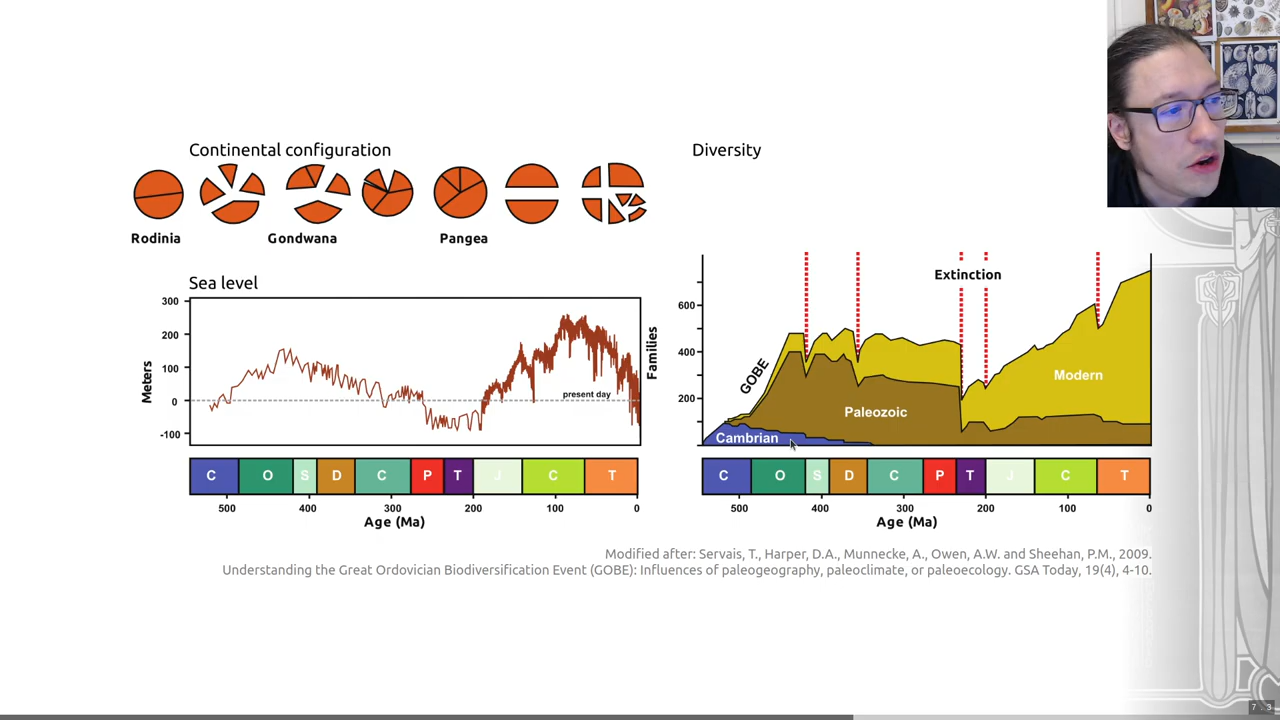 Continental configuration
Rodinia
Gondwana
Pangea
Sea level
300
200
100
0
-100
Meters
present day
C O S D C P T J C T
500 400 300 200 100 0
Age (Ma)
Diversity
Extinction
600
400
200
Families
GOBE
Modern
Paleozoic
Cambrian
C O S D C P T J C T
500 400 300 200 100 0
Age (Ma)
Modified after: Servais, T., Harper, D.A., Munnecke, A., Owen, A.W. and Sheehan, P.M., 2009.
Understanding the Great Ordovician Biodiversification Event (GOBE): Influences of paleogeography, paleoclimate, or paleoecology. GSA Today, 19(4), 4-10.